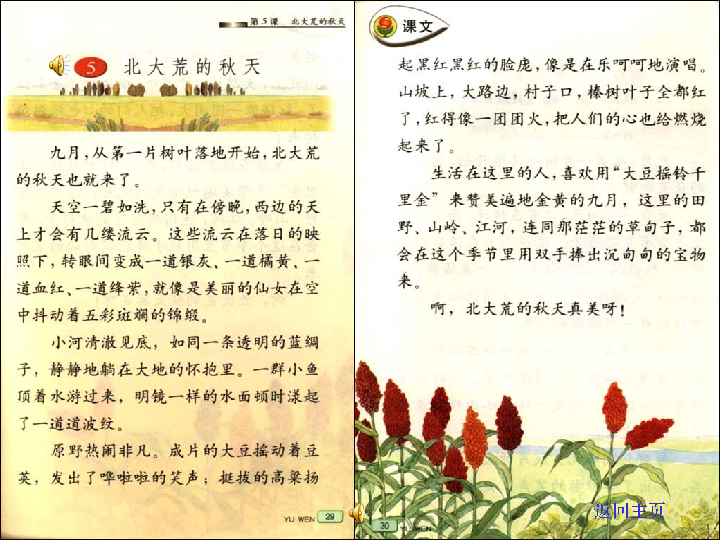 第5课 北大荒的秋天
5 北大荒的秋天
九月,从第一片树叶落地开始,北大荒
的秋天也就来了。
天空一碧如洗,只有在傍晚,西边的天
上才会有几缕流云。这些流云在落日的映
照下,转眼间变成一道银灰、一道橘黄、一
道血红、一道绛紫,就像是美丽的仙女在空
中抖动着五彩斑斓的锦缎。
小河清澈见底,如同一条透明的蓝绸
子,静静地躺在大地的怀抱里。一群小鱼
顶着水游过来,明镜一样的水面顿时漾起
了一道道波纹。
原野热闹非凡。成片的大豆摇动着豆
荚,发出了哗啦啦的笑声;挺拔的高粱扬
YU WEN 29
课文
起黑红黑红的脸庞,像是在乐呵呵地演唱。
山坡上,大路边,村子口,榛树叶子全都红
了,红得像一团团火,把人们的心也给燃烧
起来了。
生活在这里的人,喜欢用“大豆摇铃千
里金”来赞美遍地金黄的九月,这里的田
野、山岭、江河,连同那茫茫的草甸子,都
会在这个季节里用双手捧出沉甸甸的宝物
来。
啊,北大荒的秋天真美呀!
返回主页
30 YU WEN